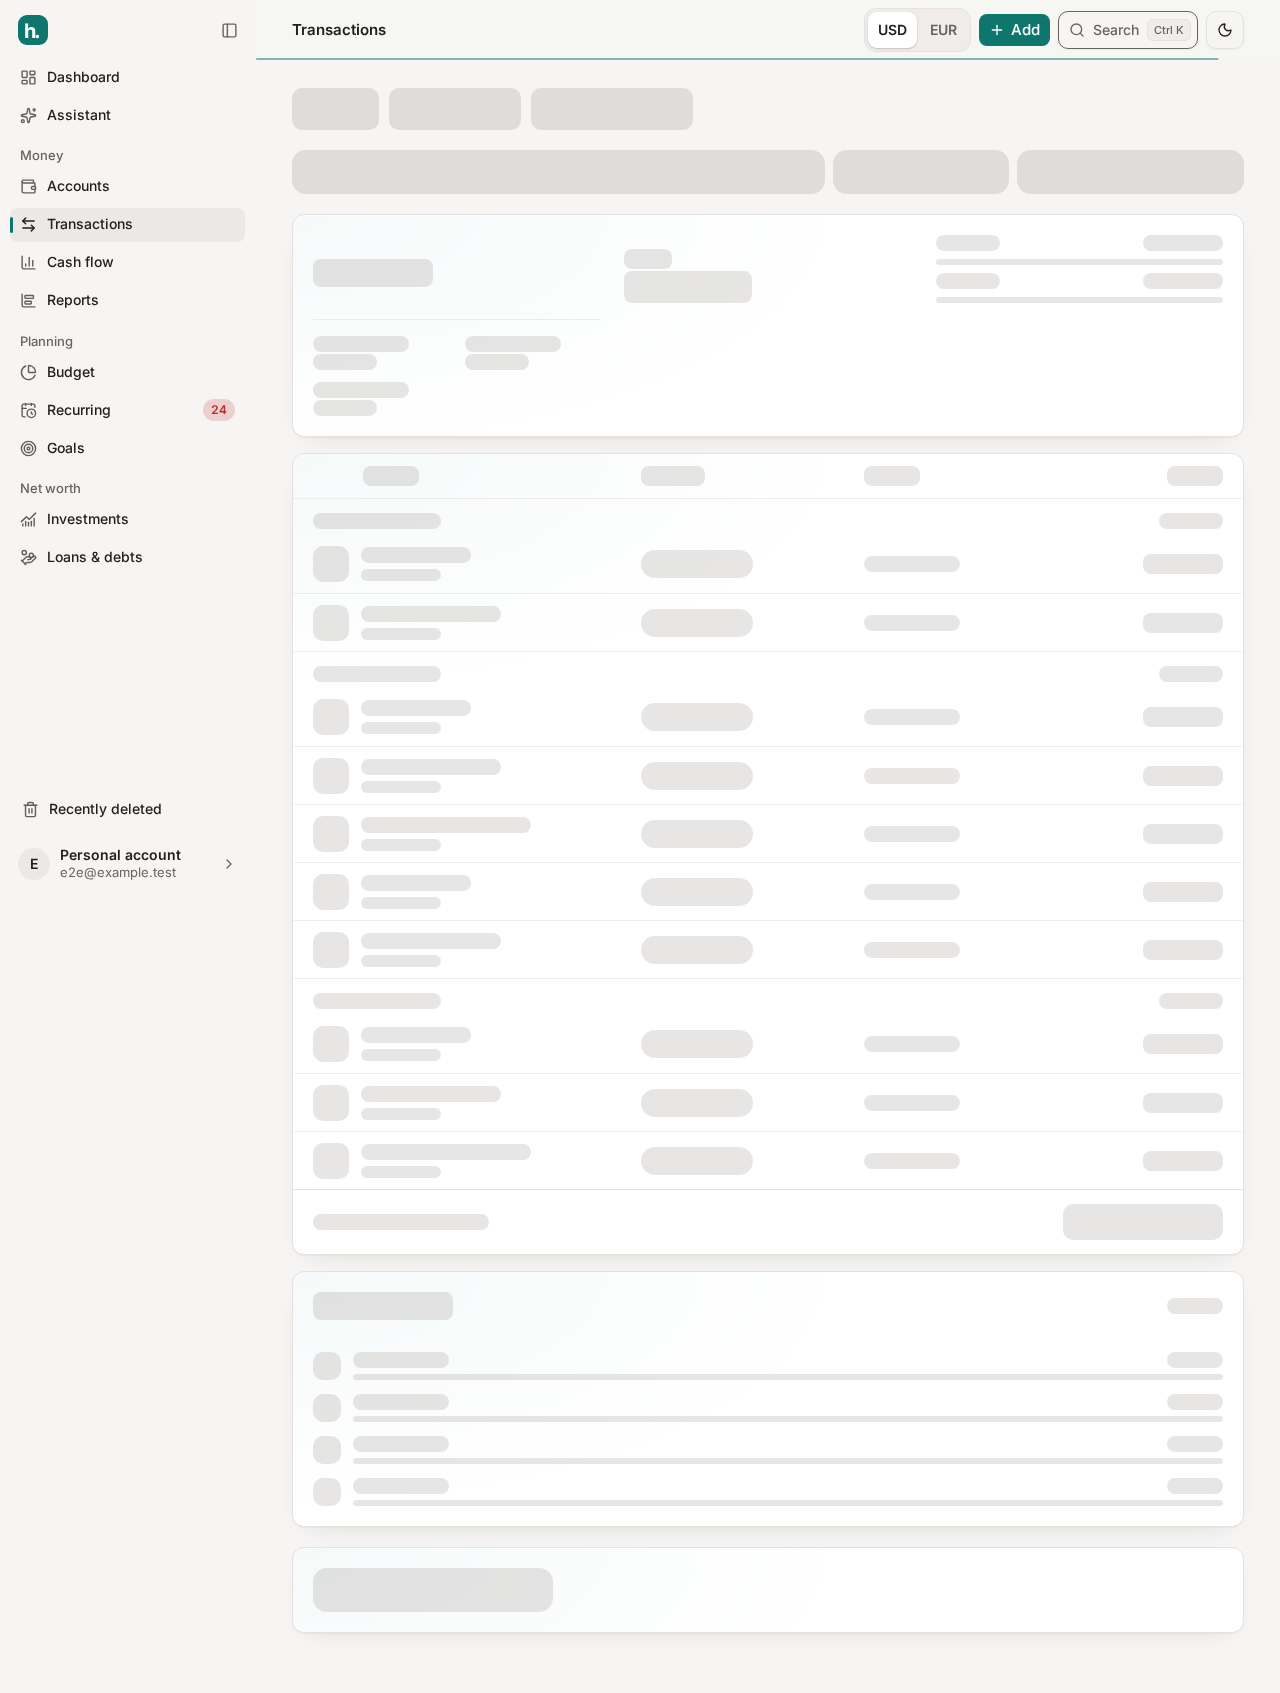 h.
Dashboard
Assistant
Money
Accounts
Transactions
Cash flow
Reports
Planning
Budget
Recurring 24
Goals
Net worth
Investments
Loans & debts
Recently deleted
E
Personal account
e2e@example.test
Transactions
USD EUR
Add
Search Ctrl K